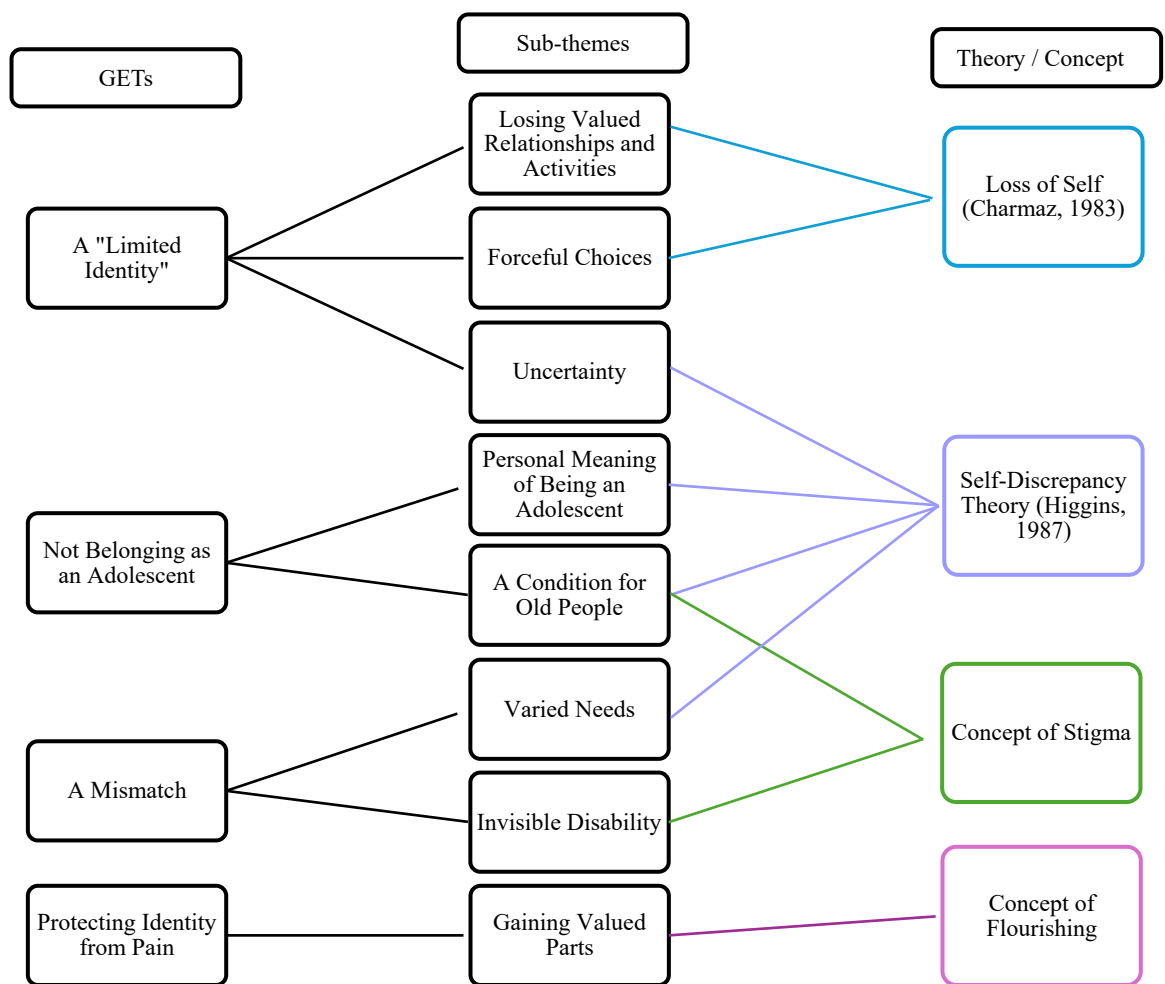 GETs
Sub-themes
Theory / Concept
A "Limited
Identity"
Not Belonging as
an Adolescent
A Mismatch
Protecting Identity
from Pain
Losing Valued
Relationships and
Activities
Forceful Choices
Uncertainty
Personal Meaning
of Being an
Adolescent
A Condition for
Old People
Varied Needs
Invisible Disability
Gaining Valued
Parts
Loss of Self
(Charmaz, 1983)
Self-Discrepancy
Theory (Higgins,
1987)
Concept of Stigma
Concept of
Flourishing